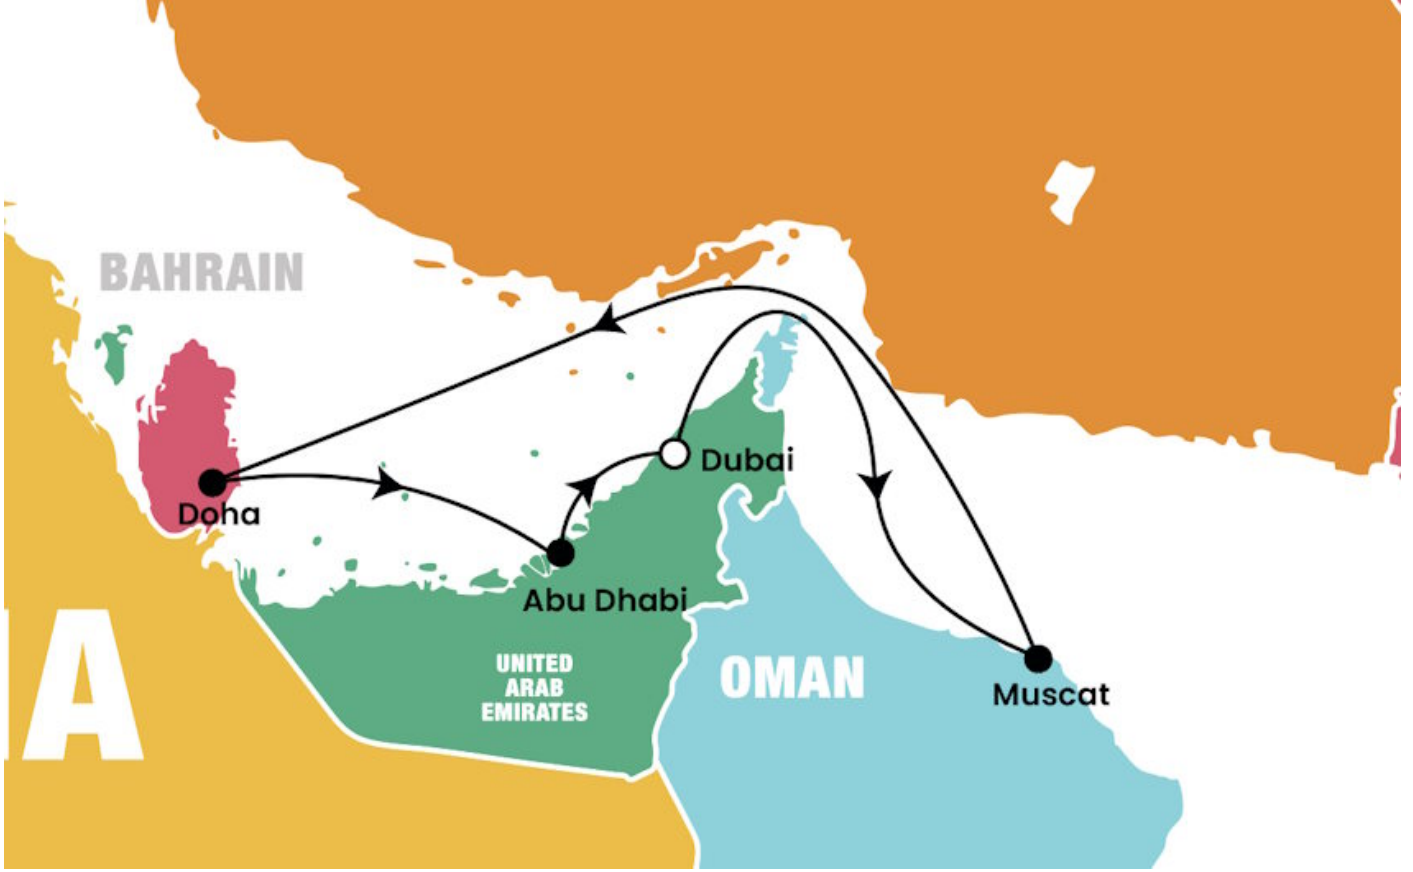 BAHRAIN
Dubai
Doha
Abu Dhabi
IA
UNITED
ARAB
EMIRATES
OMAN
Muscat